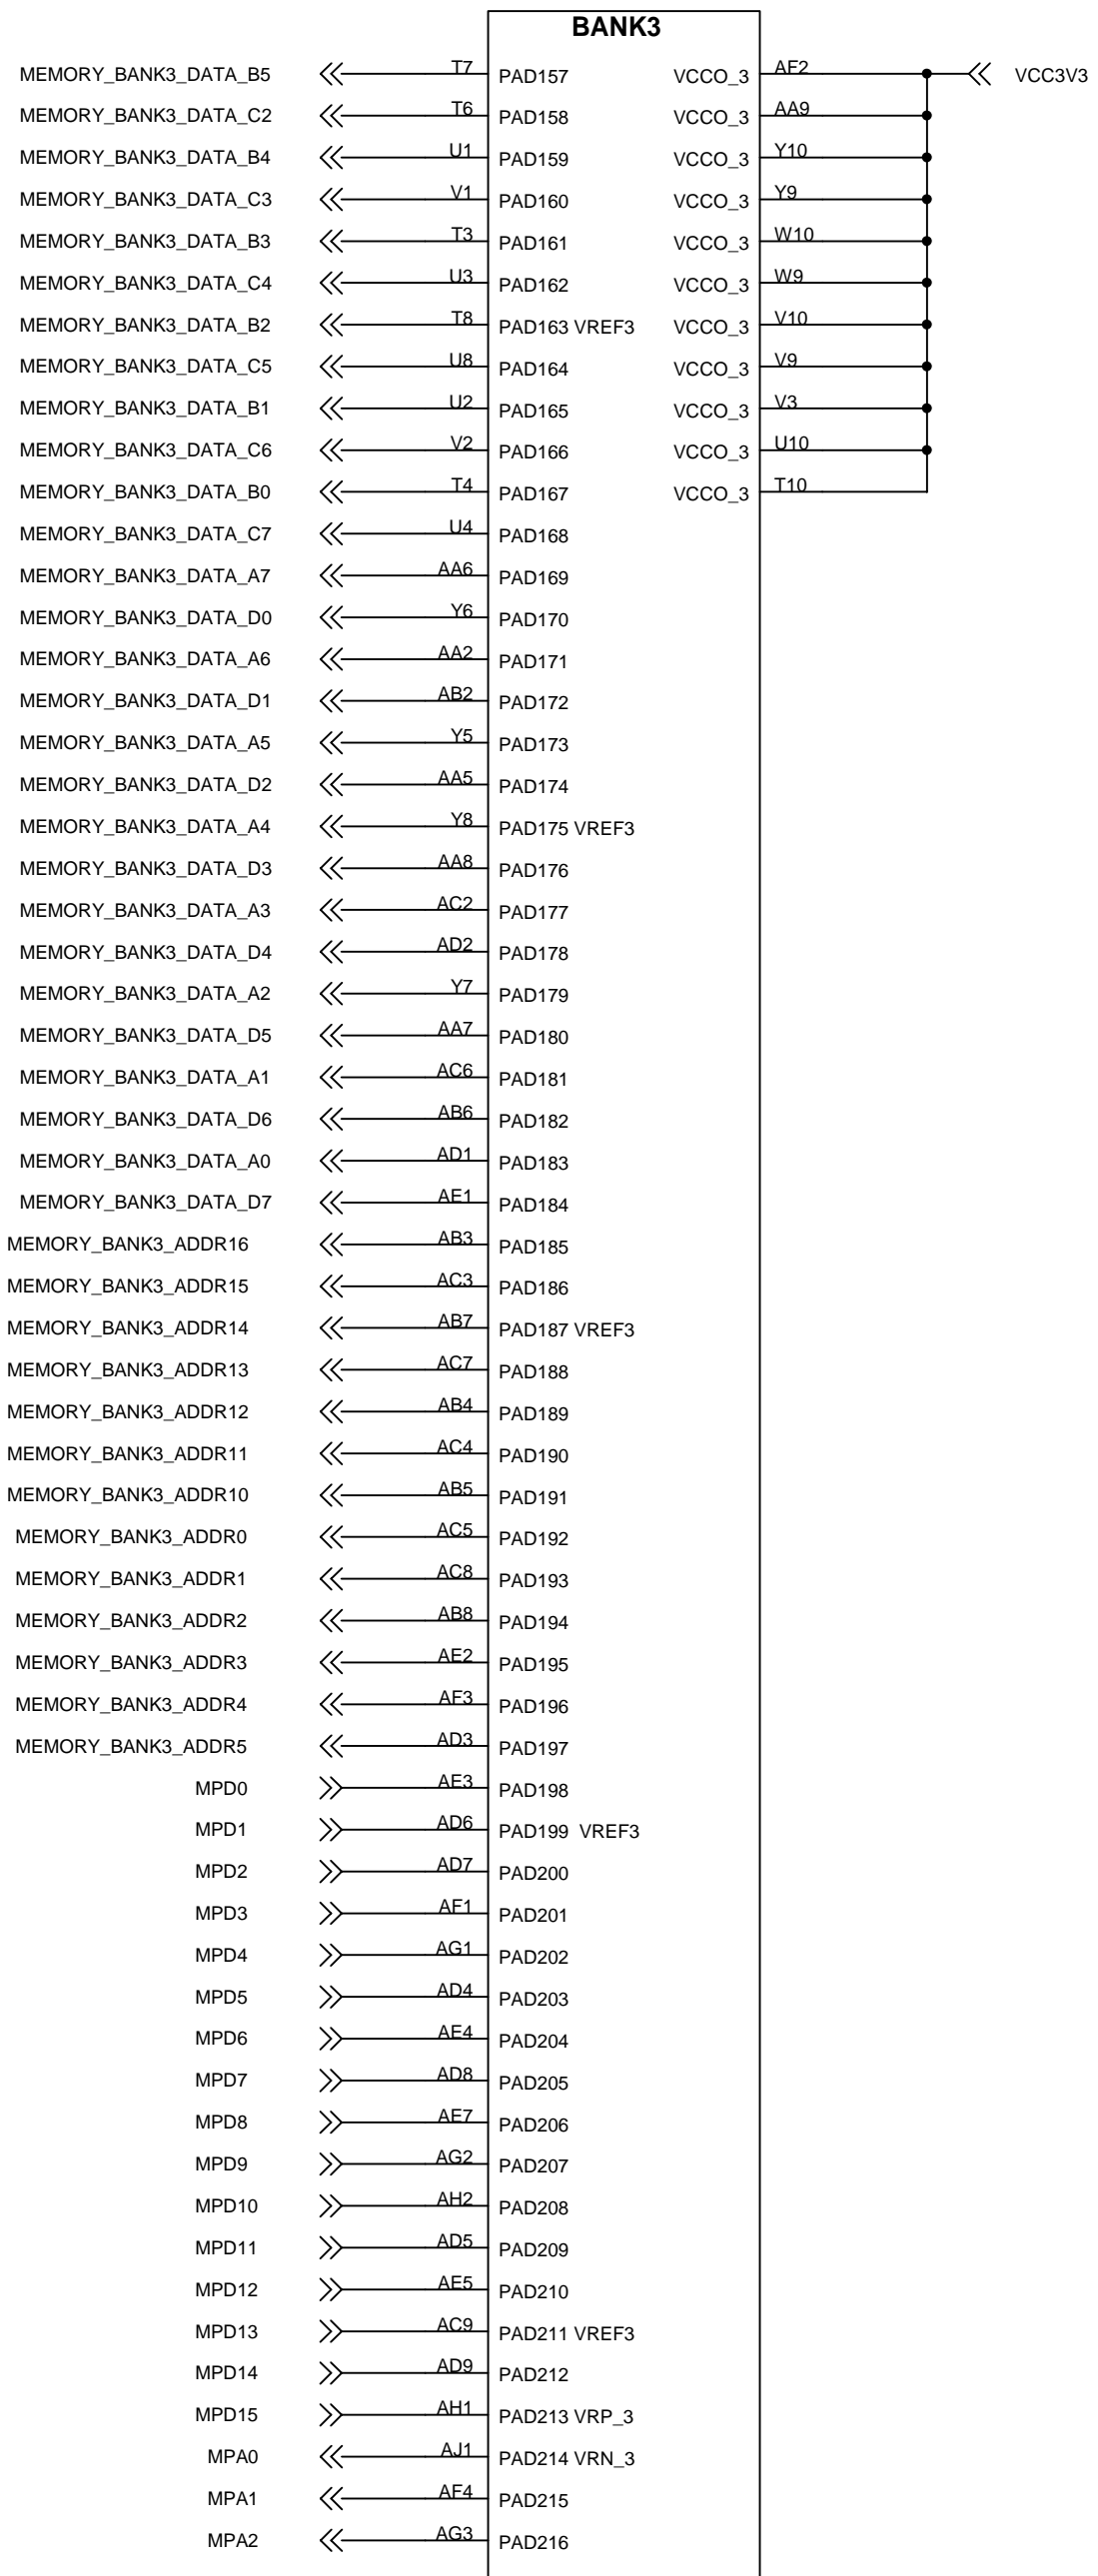 BANK3
MEMORY_BANK3_DATA_B5 T7 PAD157 VCCO_3 AF2 VCC3V3
MEMORY_BANK3_DATA_C2 T6 PAD158 VCCO_3 AA9
MEMORY_BANK3_DATA_B4 U1 PAD159 VCCO_3 Y10
MEMORY_BANK3_DATA_C3 V1 PAD160 VCCO_3 Y9
MEMORY_BANK3_DATA_B3 T3 PAD161 VCCO_3 W10
MEMORY_BANK3_DATA_C4 U3 PAD162 VCCO_3 W9
MEMORY_BANK3_DATA_B2 T8 PAD163 VREF3 VCCO_3 V10
MEMORY_BANK3_DATA_C5 U8 PAD164 VCCO_3 V9
MEMORY_BANK3_DATA_B1 U2 PAD165 VCCO_3 V3
MEMORY_BANK3_DATA_C6 V2 PAD166 VCCO_3 U10
MEMORY_BANK3_DATA_B0 T4 PAD167 VCCO_3 T10
MEMORY_BANK3_DATA_C7 U4 PAD168
MEMORY_BANK3_DATA_A7 AA6 PAD169
MEMORY_BANK3_DATA_D0 Y6 PAD170
MEMORY_BANK3_DATA_A6 AA2 PAD171
MEMORY_BANK3_DATA_D1 AB2 PAD172
MEMORY_BANK3_DATA_A5 Y5 PAD173
MEMORY_BANK3_DATA_D2 AA5 PAD174
MEMORY_BANK3_DATA_A4 Y8 PAD175 VREF3
MEMORY_BANK3_DATA_D3 AA8 PAD176
MEMORY_BANK3_DATA_A3 AC2 PAD177
MEMORY_BANK3_DATA_D4 AD2 PAD178
MEMORY_BANK3_DATA_A2 Y7 PAD179
MEMORY_BANK3_DATA_D5 AA7 PAD180
MEMORY_BANK3_DATA_A1 AC6 PAD181
MEMORY_BANK3_DATA_D6 AB6 PAD182
MEMORY_BANK3_DATA_A0 AD1 PAD183
MEMORY_BANK3_DATA_D7 AE1 PAD184
MEMORY_BANK3_ADDR16 AB3 PAD185
MEMORY_BANK3_ADDR15 AC3 PAD186
MEMORY_BANK3_ADDR14 AB7 PAD187 VREF3
MEMORY_BANK3_ADDR13 AC7 PAD188
MEMORY_BANK3_ADDR12 AB4 PAD189
MEMORY_BANK3_ADDR11 AC4 PAD190
MEMORY_BANK3_ADDR10 AB5 PAD191
MEMORY_BANK3_ADDR0 AC5 PAD192
MEMORY_BANK3_ADDR1 AC8 PAD193
MEMORY_BANK3_ADDR2 AB8 PAD194
MEMORY_BANK3_ADDR3 AE2 PAD195
MEMORY_BANK3_ADDR4 AF3 PAD196
MEMORY_BANK3_ADDR5 AD3 PAD197
MPD0 AE3 PAD198
MPD1 AD6 PAD199 VREF3
MPD2 AD7 PAD200
MPD3 AF1 PAD201
MPD4 AG1 PAD202
MPD5 AD4 PAD203
MPD6 AE4 PAD204
MPD7 AD8 PAD205
MPD8 AE7 PAD206
MPD9 AG2 PAD207
MPD10 AH2 PAD208
MPD11 AD5 PAD209
MPD12 AE5 PAD210
MPD13 AC9 PAD211 VREF3
MPD14 AD9 PAD212
MPD15 AH1 PAD213 VRP_3
MPA0 AJ1 PAD214 VRN_3
MPA1 AF4 PAD215
MPA2 AG3 PAD216